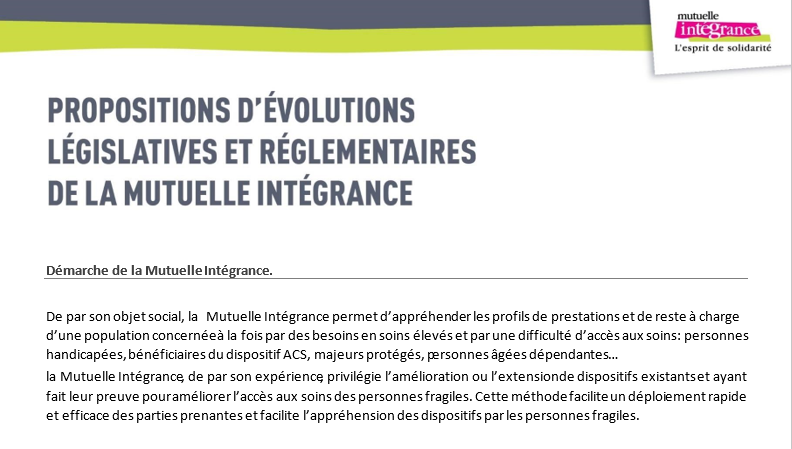 mutuelle
intégrance
L'esprit de solidarité
PROPOSITIONS D'ÉVOLUTIONS
LÉGISLATIVES ET RÉGLEMENTAIRES
DE LA MUTUELLE INTÉGRANCE
Démarche de la Mutuelle Intégrance.
De par son objet social, la Mutuelle Intégrance permet d'appréhender les profils de prestations et de reste à charge
d'une population concernée à la fois par des besoins en soins élevés et par une difficulté d'accès aux soins: personnes
handicapées, bénéficiaires du dispositif ACS, majeurs protégés, personnes âgées dépendantes...
la Mutuelle Intégrance, de par son expérience, privilégie l'amélioration ou l'extension de dispositifs existants et ayant
fait leur preuve pour améliorer l'accès aux soins des personnes fragiles. Cette méthode facilite un déploiement rapide
et efficace des parties prenantes et facilite l'appréhension des dispositifs par les personnes fragiles.